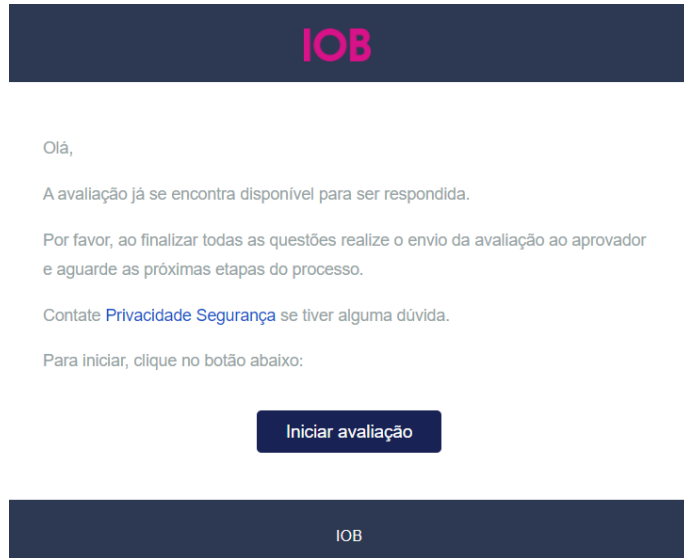 IOB
Olá,
A avaliação já se encontra disponível para ser respondida.
Por favor, ao finalizar todas as questões realize o envio da avaliação ao aprovador
e aguarde as próximas etapas do processo.
Contate Privacidade Segurança se tiver alguma dúvida.
Para iniciar, clique no botão abaixo:
Iniciar avaliação
IOB